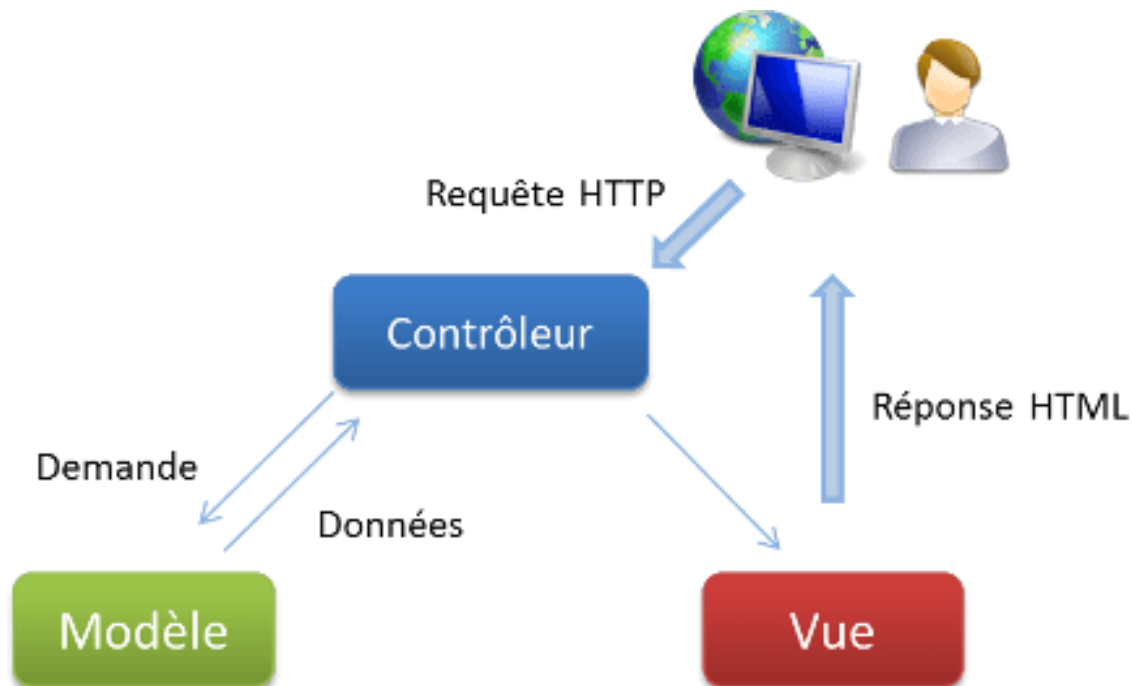 Requête HTTP
Contrôleur
Réponse HTML
Demande
Données
Modèle
Vue